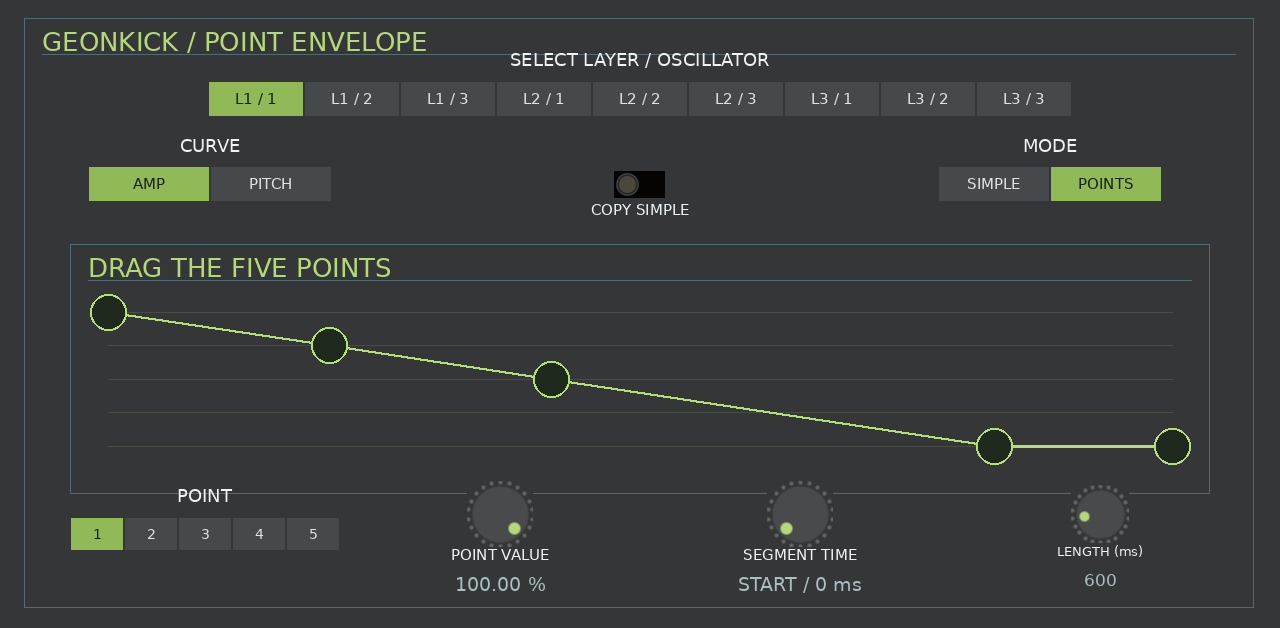 GEONKICK / POINT ENVELOPE
SELECT LAYER / OSCILLATOR
L1 / 1 L1 / 2 L1 / 3 L2 / 1 L2 / 2 L2 / 3 L3 / 1 L3 / 2 L3 / 3
CURVE MODE
AMP PITCH SIMPLE POINTS
COPY SIMPLE
DRAG THE FIVE POINTS
POINT
1 2 3 4 5
POINT VALUE SEGMENT TIME LENGTH (ms)
100.00 % START / 0 ms 600